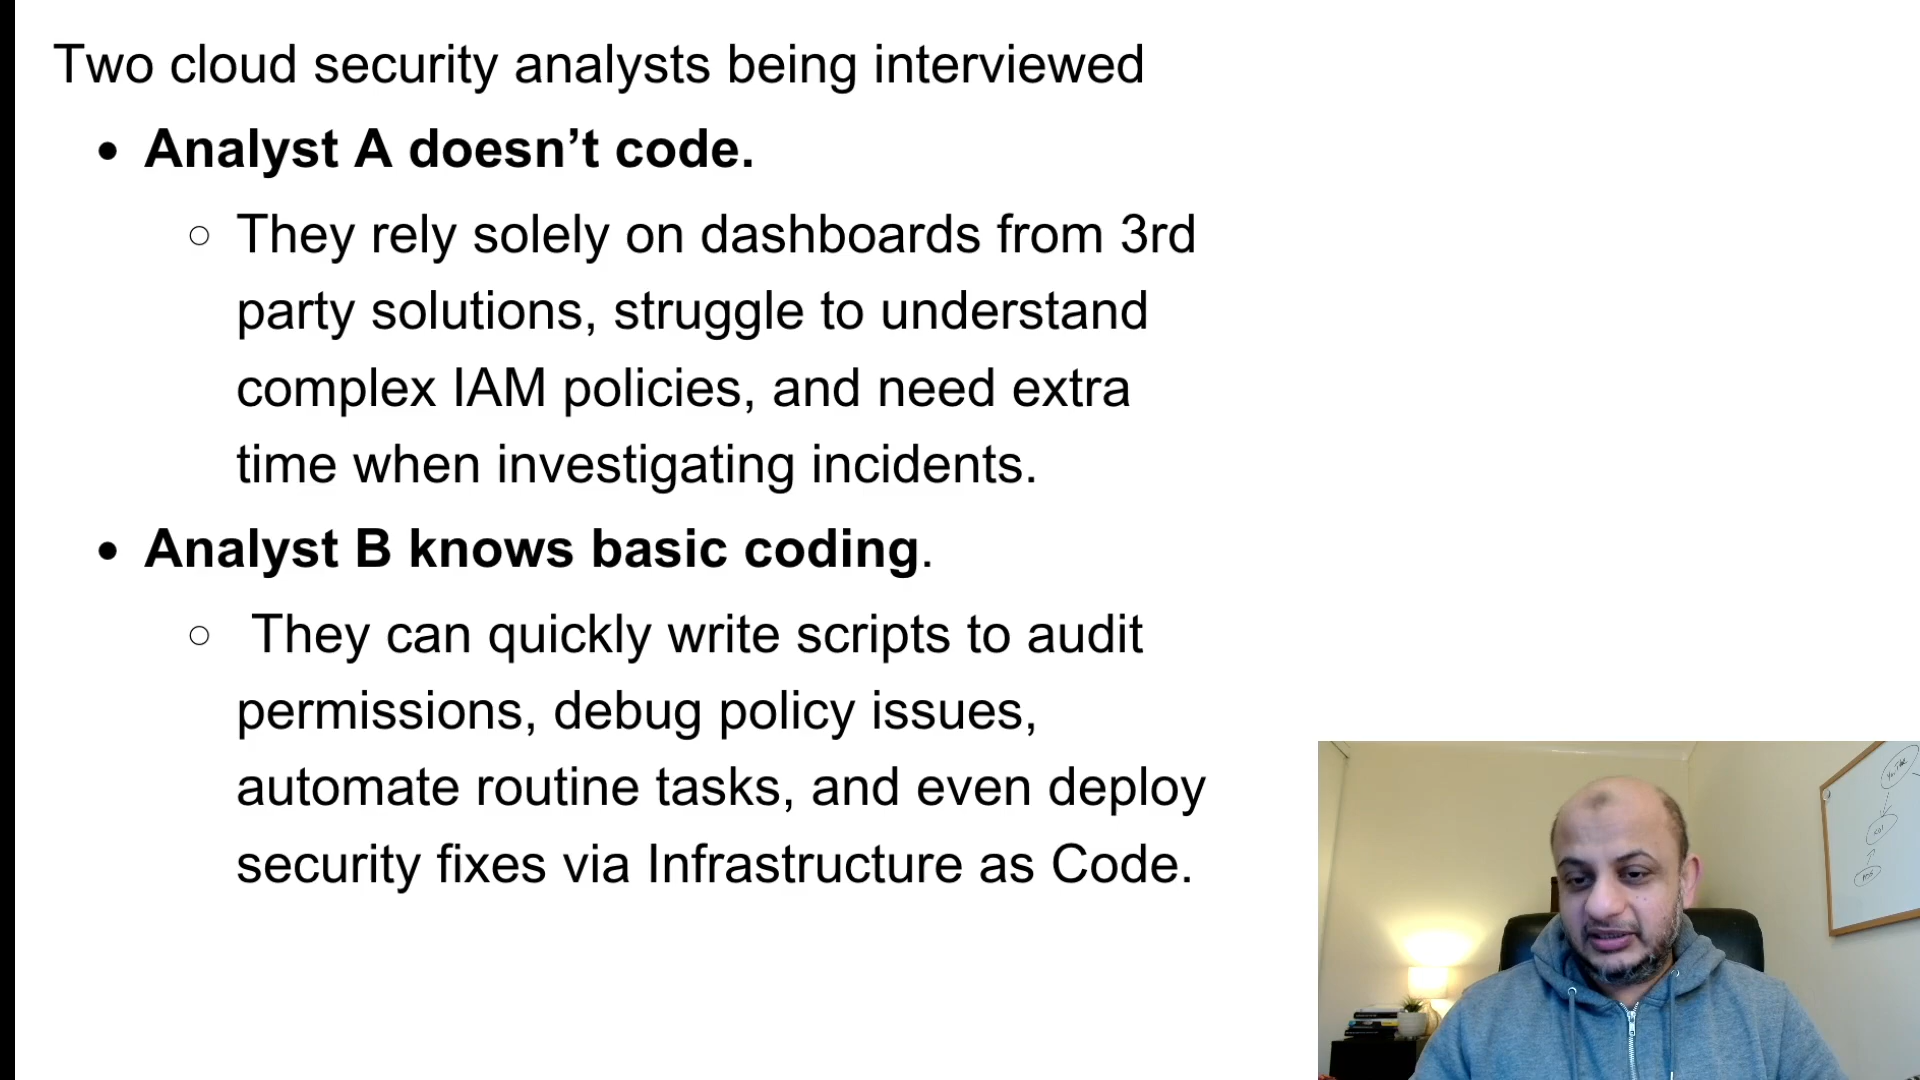 Two cloud security analysts being interviewed
• Analyst A doesn’t code.
○ They rely solely on dashboards from 3rd
party solutions, struggle to understand
complex IAM policies, and need extra
time when investigating incidents.
• Analyst B knows basic coding.
○ They can quickly write scripts to audit
permissions, debug policy issues,
automate routine tasks, and even deploy
security fixes via Infrastructure as Code.
YouTube